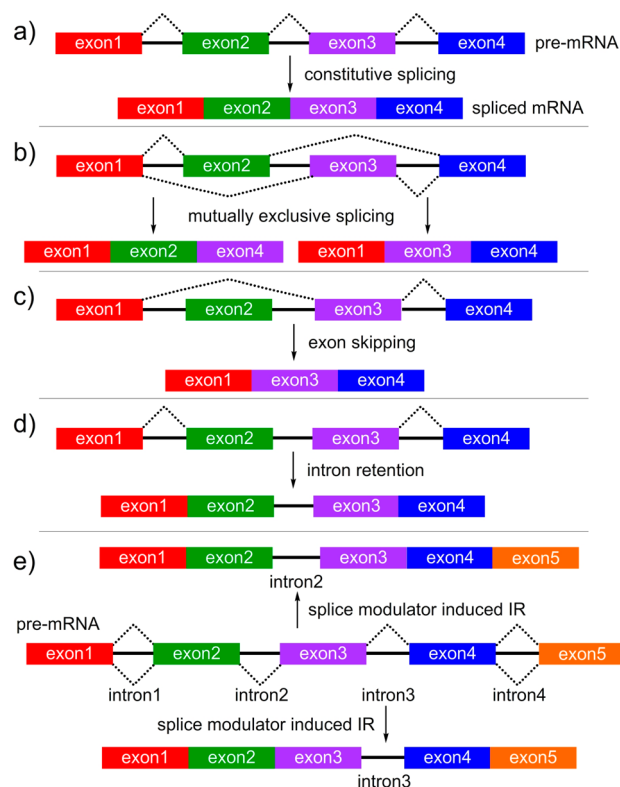 a) exon1 exon2 exon3 exon4 pre-mRNA
constitutive splicing
exon1 exon2 exon3 exon4 spliced mRNA
b) exon1 exon2 exon3 exon4
mutually exclusive splicing
exon1 exon2 exon4 exon1 exon3 exon4
c) exon1 exon2 exon3 exon4
exon skipping
exon1 exon3 exon4
d) exon1 exon2 exon3 exon4
intron retention
exon1 exon2 exon3 exon4
e) exon1 exon2 exon3 exon4 exon5
intron2
splice modulator induced IR
pre-mRNA
exon1 exon2 exon3 exon4 exon5
intron1 intron2 intron3 intron4
splice modulator induced IR
exon1 exon2 exon3 exon4 exon5
intron3